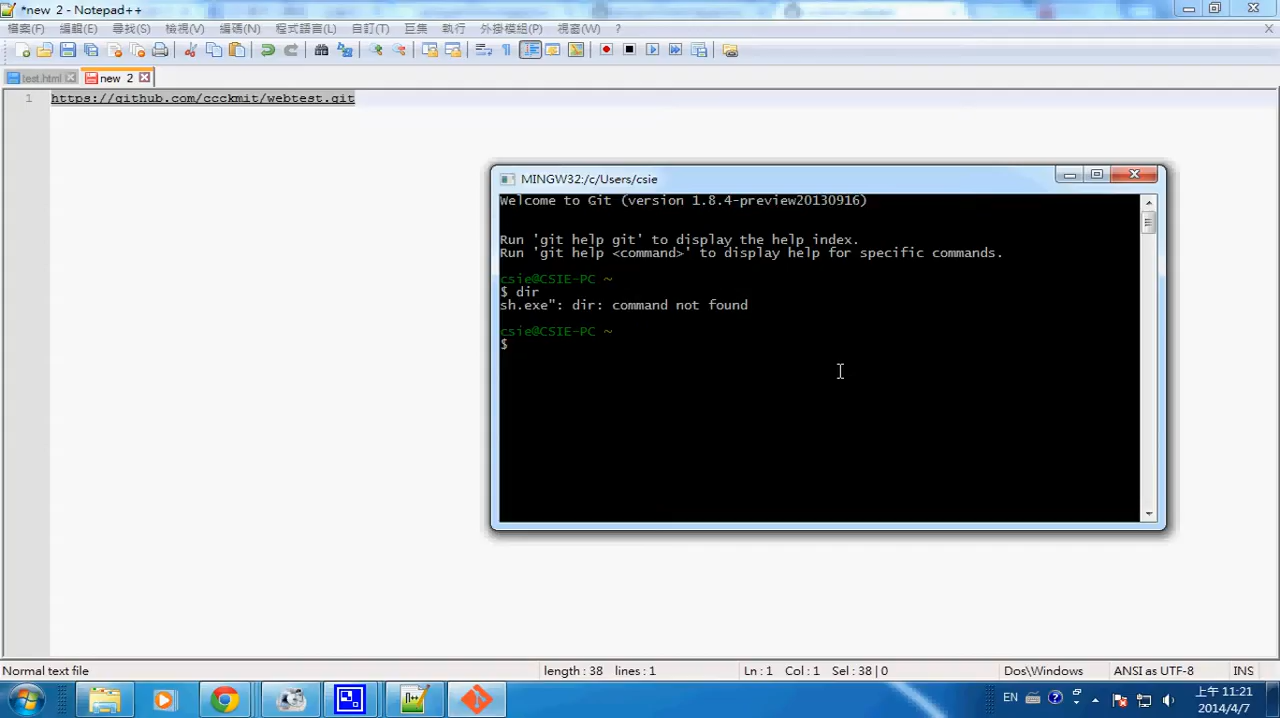 *new 2 - Notepad++
檔案(F) 編輯(E) 尋找(S) 檢視(V) 編碼(N) 程式語言(L) 自訂(T) 巨集 執行 外掛模組(P) 視窗(W) ?
test.html new 2
1 https://github.com/ccckmit/webtest.git
MINGW32:/c/Users/csie
Welcome to Git (version 1.8.4-preview20130916)
Run 'git help git' to display the help index.
Run 'git help <command>' to display help for specific commands.
csie@CSIE-PC ~
$ dir
sh.exe": dir: command not found
csie@CSIE-PC ~
$
Normal text file length : 38 lines : 1 Ln : 1 Col : 1 Sel : 38 | 0 Dos\Windows ANSI as UTF-8 INS
EN 上午 11:21
2014/4/7